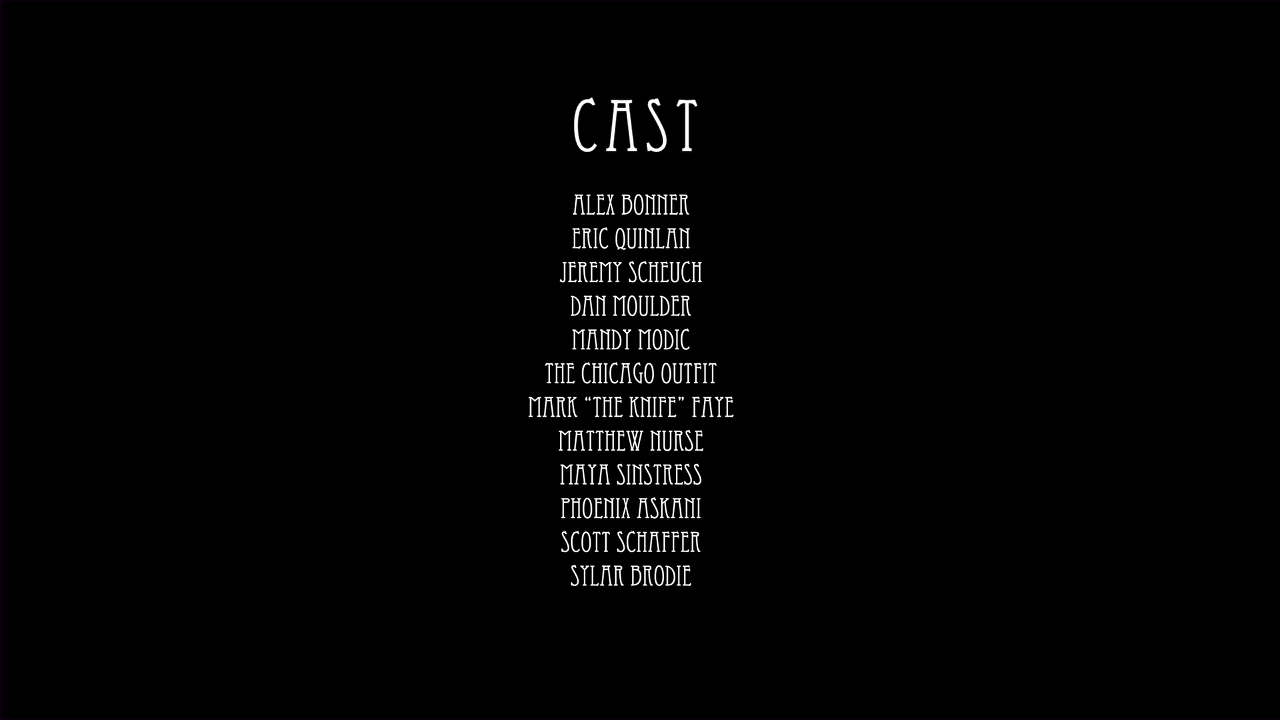 CAST
ALEX BONNER
ERIC QUINLAN
JEREMY SCHEUCH
DAN MOULDER
MANDY MODIC
THE CHICAGO OUTFIT
MARK “THE KNIFE” FAYE
MATTHEW NURSE
MAYA SINSTRESS
PHOENIX ASKANI
SCOTT SCHAFFER
SYLAR BRODIE